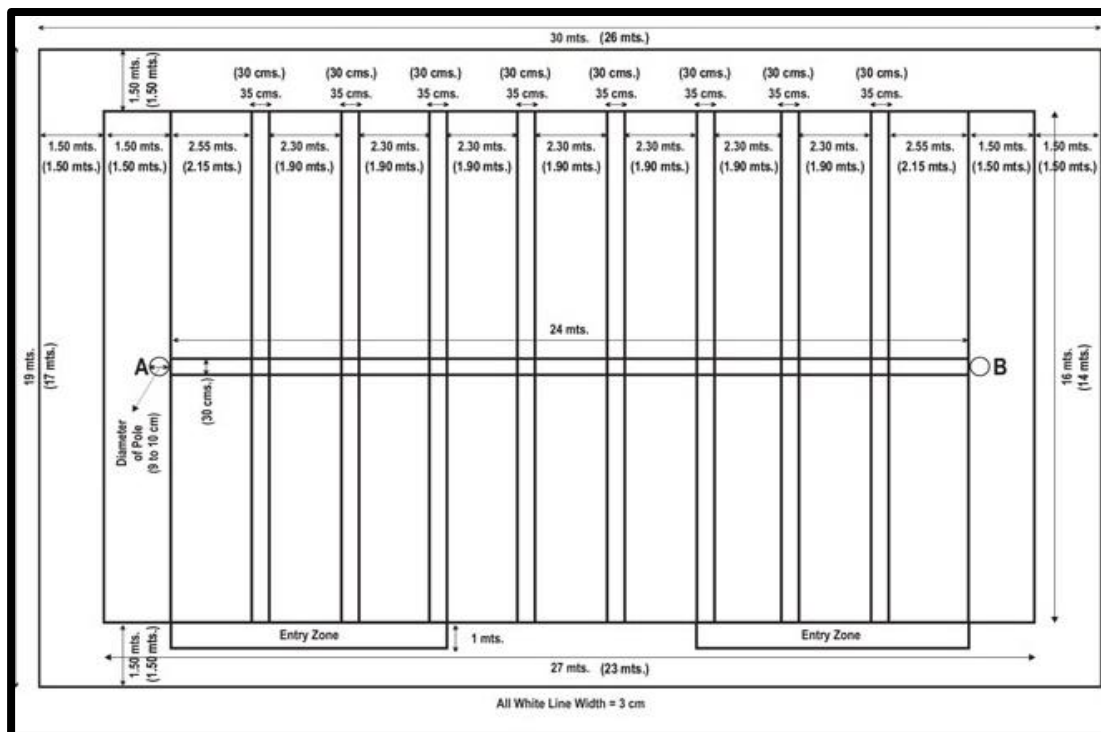 30 mts. (26 mts.)
1.50 mts.
(1.50 mts.)
(30 cms.) (30 cms.) (30 cms.) (30 cms.) (30 cms.) (30 cms.) (30 cms.) (30 cms.)
35 cms. 35 cms. 35 cms. 35 cms. 35 cms. 35 cms. 35 cms. 35 cms.
1.50 mts. 1.50 mts. 2.55 mts. 2.30 mts. 2.30 mts. 2.30 mts. 2.30 mts. 2.30 mts. 2.30 mts. 2.30 mts. 2.55 mts. 1.50 mts. 1.50 mts.
(1.50 mts.) (1.50 mts.) (2.15 mts.) (1.90 mts.) (1.90 mts.) (1.90 mts.) (1.90 mts.) (1.90 mts.) (1.90 mts.) (1.90 mts.) (2.15 mts.) (1.50 mts.) (1.50 mts.)
24 mts.
19 mts.
(17 mts.)
A
B
16 mts.
(14 mts.)
(30 cms.)
Diameter
of Pole
(9 to 10 cm)
Entry Zone
1 mts.
Entry Zone
1.50 mts.
(1.50 mts.)
27 mts. (23 mts.)
All White Line Width = 3 cm